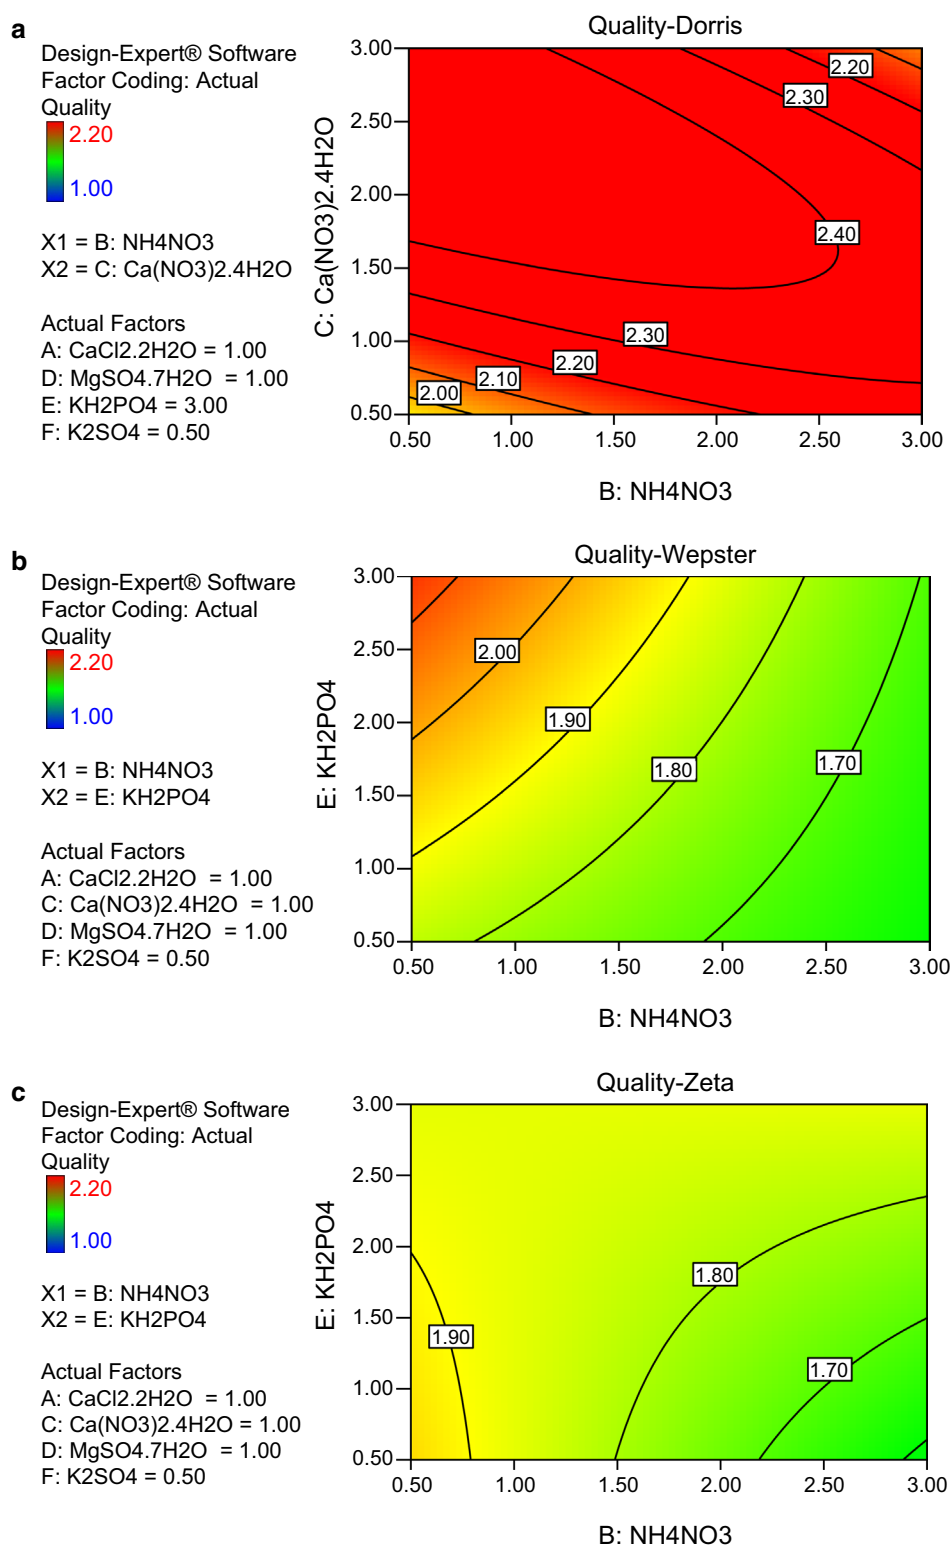 a
Quality-Dorris
Design-Expert® Software
Factor Coding: Actual
Quality
2.20
1.00
X1 = B: NH4NO3
X2 = C: Ca(NO3)2.4H2O
Actual Factors
A: CaCl2.2H2O = 1.00
D: MgSO4.7H2O = 1.00
E: KH2PO4 = 3.00
F: K2SO4 = 0.50
C: Ca(NO3)2.4H2O
3.00
2.50
2.00
1.50
1.00
0.50
2.20
2.30
2.40
2.30
2.20
2.10
2.00
0.50 1.00 1.50 2.00 2.50 3.00
B: NH4NO3
b
Quality-Wepster
Design-Expert® Software
Factor Coding: Actual
Quality
2.20
1.00
X1 = B: NH4NO3
X2 = E: KH2PO4
Actual Factors
A: CaCl2.2H2O = 1.00
C: Ca(NO3)2.4H2O = 1.00
D: MgSO4.7H2O = 1.00
F: K2SO4 = 0.50
E: KH2PO4
3.00
2.50
2.00
1.50
1.00
0.50
2.00
1.90
1.80
1.70
0.50 1.00 1.50 2.00 2.50 3.00
B: NH4NO3
c
Quality-Zeta
Design-Expert® Software
Factor Coding: Actual
Quality
2.20
1.00
X1 = B: NH4NO3
X2 = E: KH2PO4
Actual Factors
A: CaCl2.2H2O = 1.00
C: Ca(NO3)2.4H2O = 1.00
D: MgSO4.7H2O = 1.00
F: K2SO4 = 0.50
E: KH2PO4
3.00
2.50
2.00
1.50
1.00
0.50
1.80
1.90
1.70
0.50 1.00 1.50 2.00 2.50 3.00
B: NH4NO3